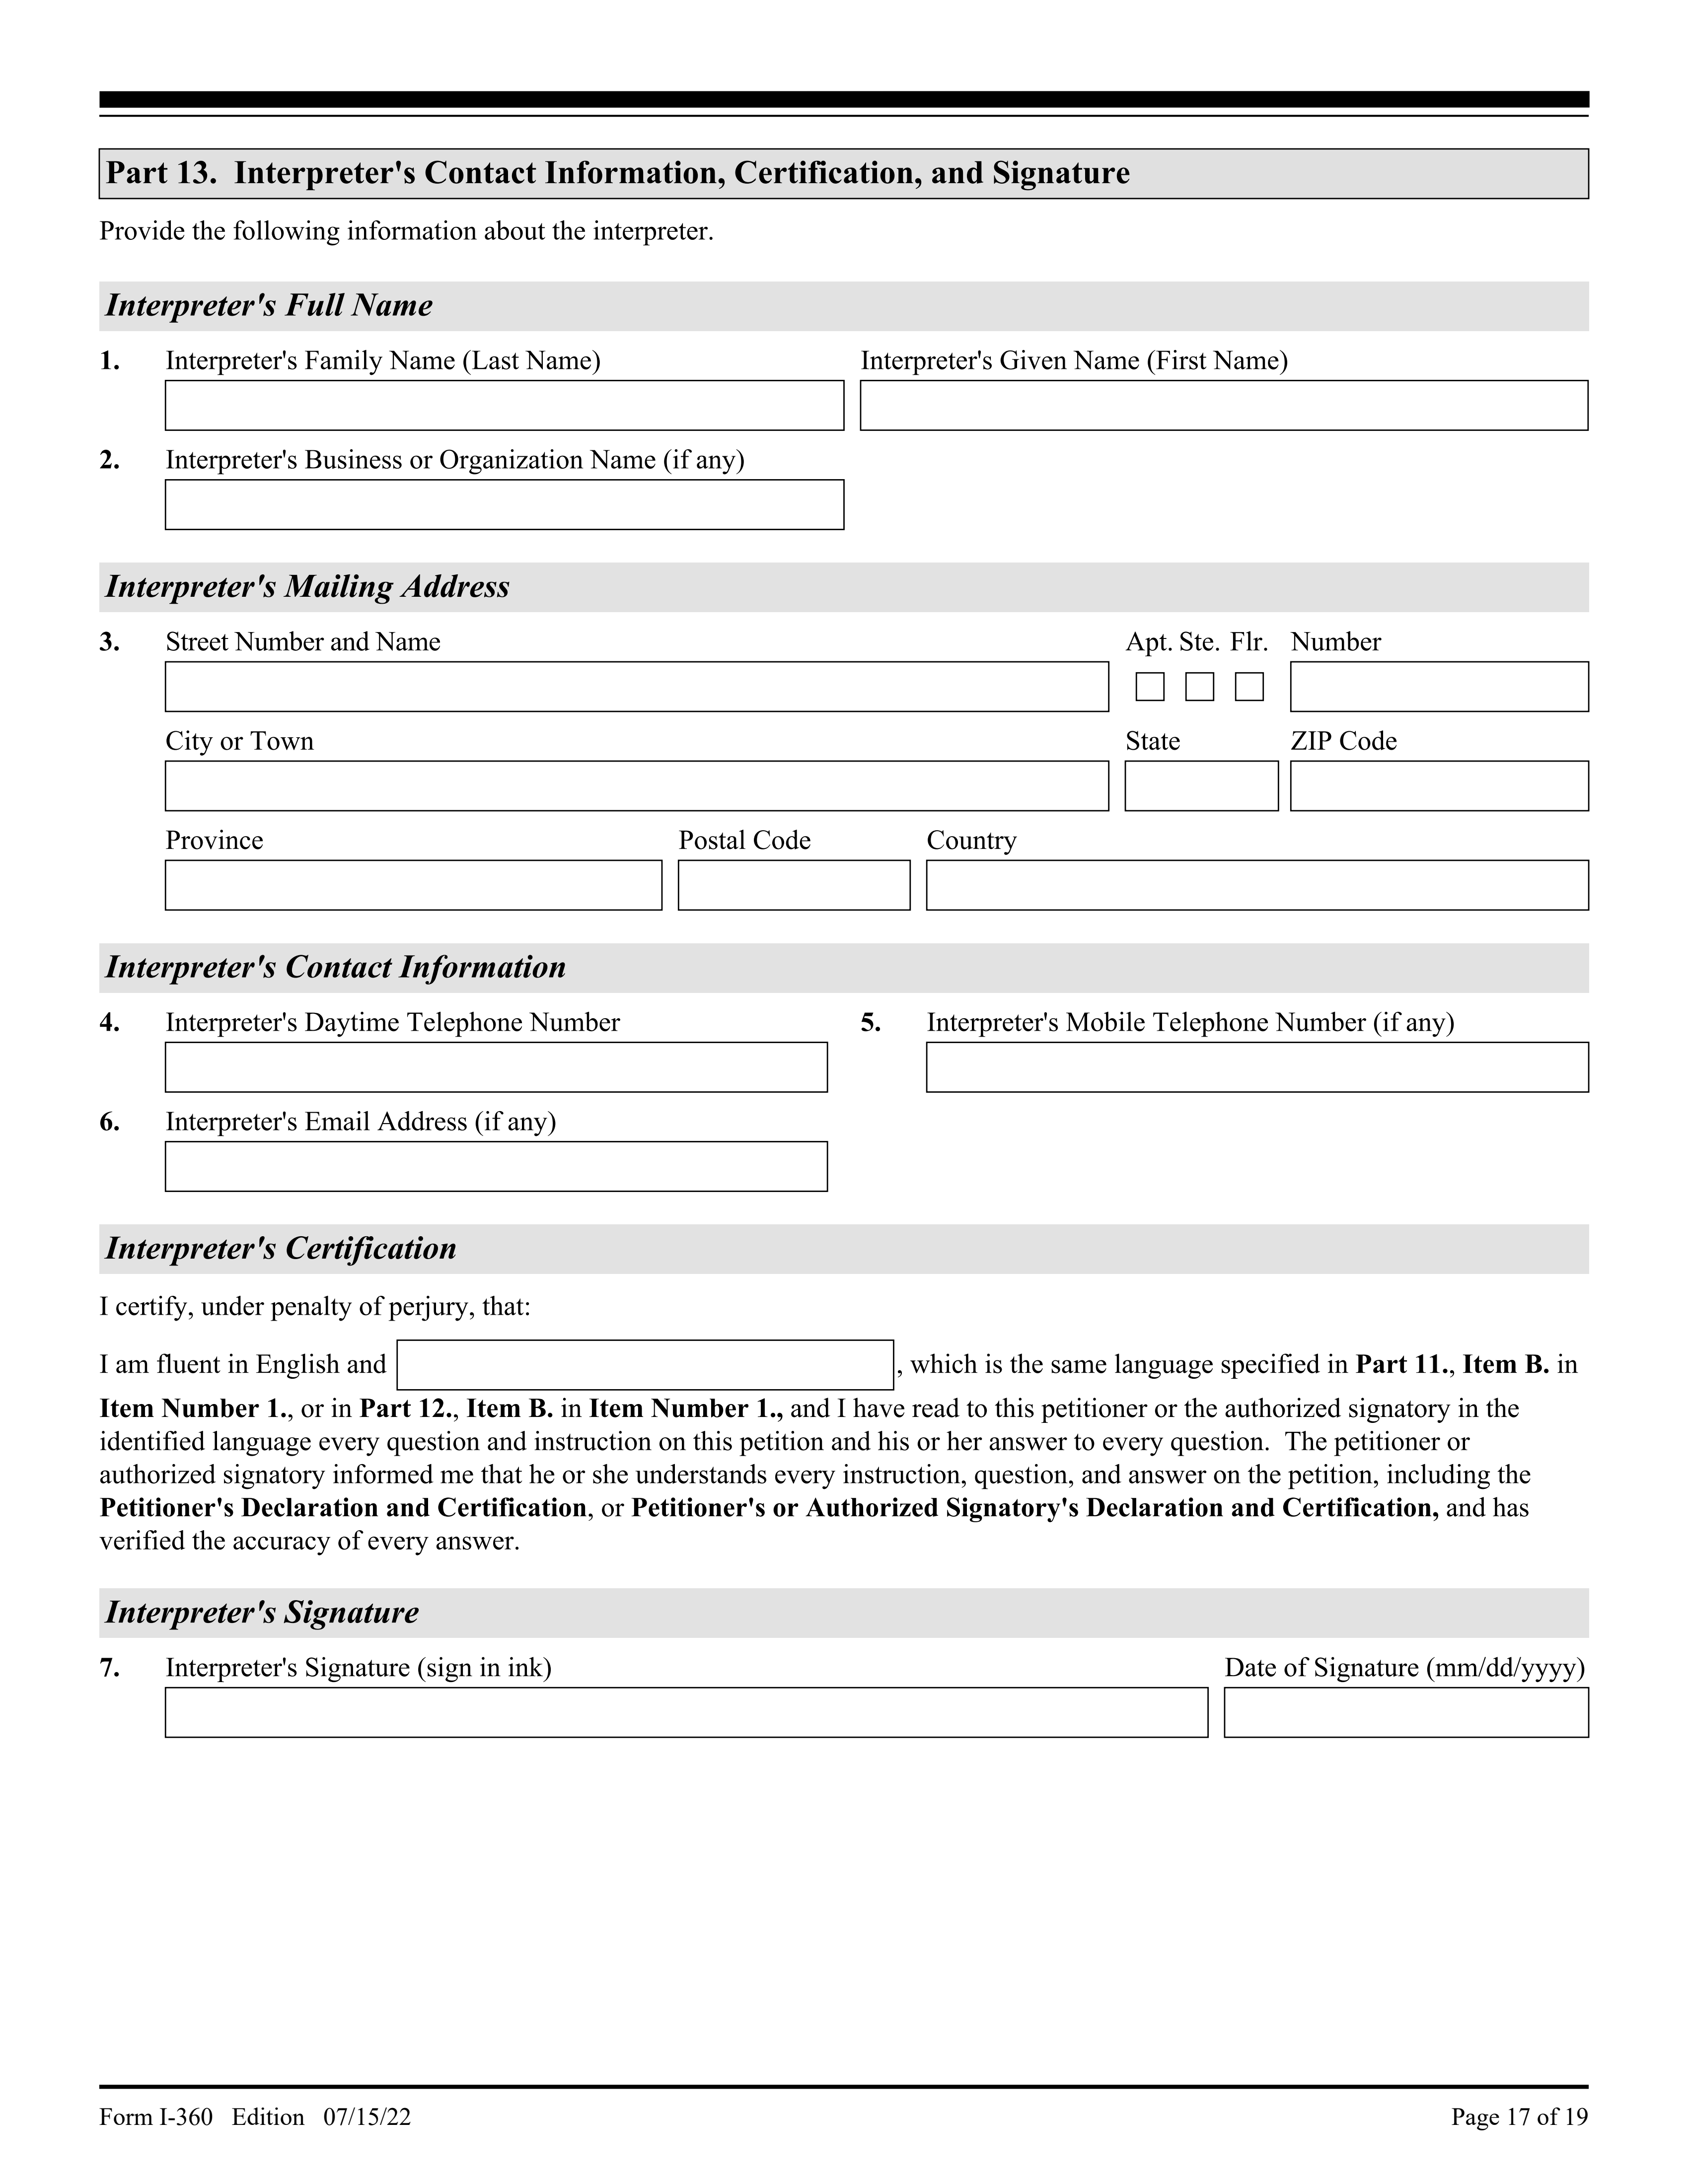 Part 13.  Interpreter's Contact Information, Certification, and Signature
Provide the following information about the interpreter.
Interpreter's Full Name
1. Interpreter's Family Name (Last Name) Interpreter's Given Name (First Name)
2. Interpreter's Business or Organization Name (if any)
Interpreter's Mailing Address
3. Street Number and Name Apt. Ste. Flr. Number
City or Town State ZIP Code
Province Postal Code Country
Interpreter's Contact Information
4. Interpreter's Daytime Telephone Number 5. Interpreter's Mobile Telephone Number (if any)
6. Interpreter's Email Address (if any)
Interpreter's Certification
I certify, under penalty of perjury, that:
I am fluent in English and , which is the same language specified in Part 11., Item B. in
Item Number 1., or in Part 12., Item B. in Item Number 1., and I have read to this petitioner or the authorized signatory in the
identified language every question and instruction on this petition and his or her answer to every question.  The petitioner or
authorized signatory informed me that he or she understands every instruction, question, and answer on the petition, including the
Petitioner's Declaration and Certification, or Petitioner's or Authorized Signatory's Declaration and Certification, and has
verified the accuracy of every answer.
Interpreter's Signature
7. Interpreter's Signature (sign in ink) Date of Signature (mm/dd/yyyy)
Form I-360 Edition 07/15/22 Page 17 of 19